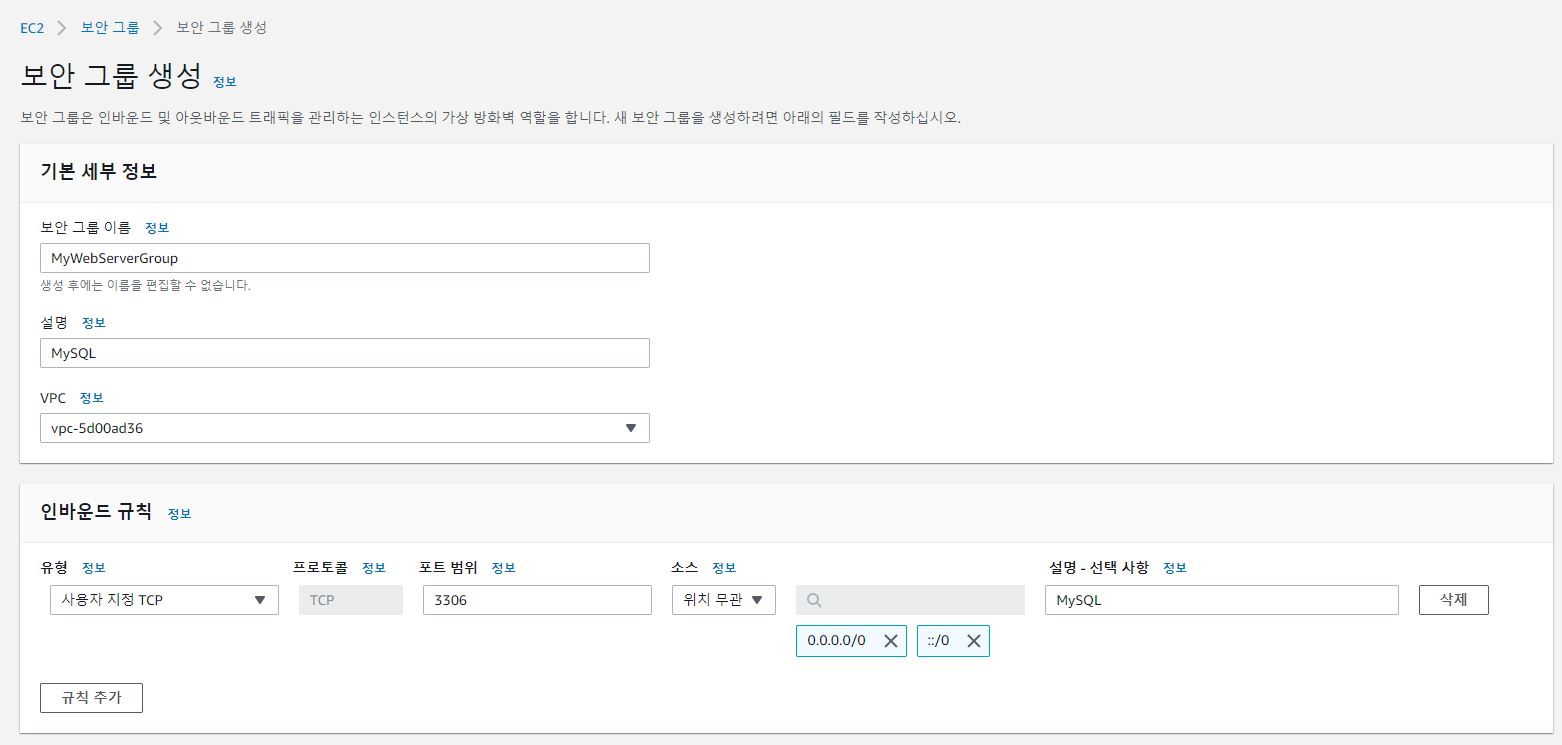 EC2 > 보안 그룹 > 보안 그룹 생성
보안 그룹 생성 정보
보안 그룹은 인바운드 및 아웃바운드 트래픽을 관리하는 인스턴스의 가상 방화벽 역할을 합니다. 새 보안 그룹을 생성하려면 아래의 필드를 작성하십시오.
기본 세부 정보
보안 그룹 이름 정보
MyWebServerGroup
생성 후에는 이름을 편집할 수 없습니다.
설명 정보
MySQL
VPC 정보
vpc-5d00ad36
인바운드 규칙 정보
유형 정보 프로토콜 정보 포트 범위 정보 소스 정보 설명 - 선택 사항 정보
사용자 지정 TCP TCP 3306 위치 무관 MySQL 삭제
0.0.0.0/0 ::/0
규칙 추가